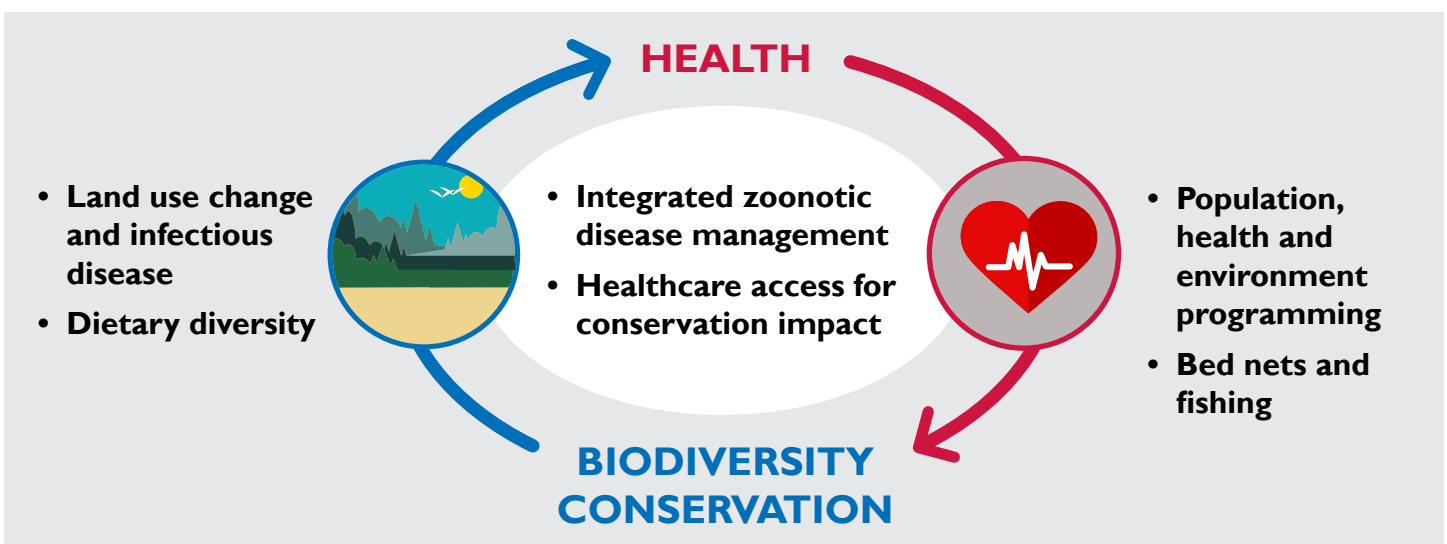 HEALTH
• Land use change
and infectious
disease
• Dietary diversity
• Integrated zoonotic
disease management
• Healthcare access for
conservation impact
• Population,
health and
environment
programming
• Bed nets and
fishing
BIODIVERSITY
CONSERVATION